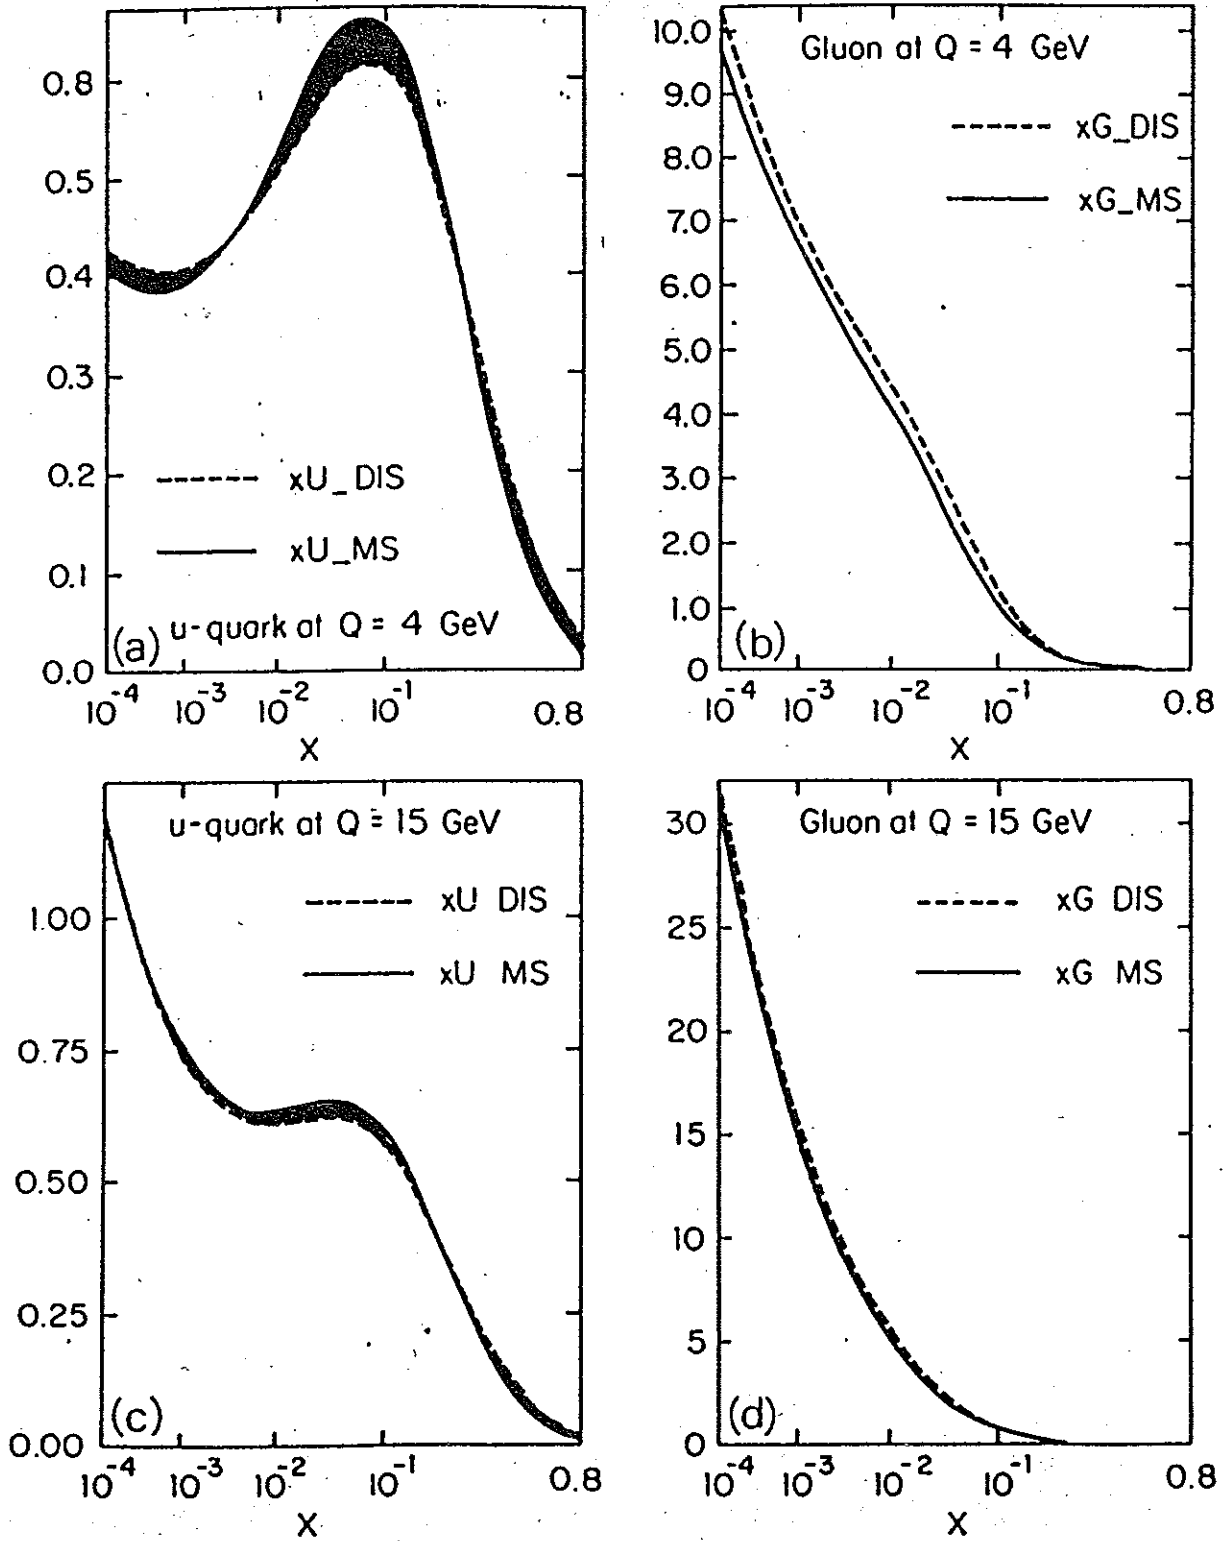 0.8
0.5
0.4
0.3
0.2
0.1
0.0
xU_DIS
xU_MS
(a) u-quark at Q = 4 GeV
10-4 10-3 10-2 10-1 0.8
X
10.0
9.0
8.0
7.0
6.0
5.0
4.0
3.0
2.0
1.0
0
Gluon at Q = 4 GeV
xG_DIS
xG_MS
(b)
10-4 10-3 10-2 10-1 0.8
X
1.00
0.75
0.50
0.25
0.00
u-quark at Q = 15 GeV
xU DIS
xU MS
(c)
10-4 10-3 10-2 10-1 0.8
X
30
25
20
15
10
5
0
Gluon at Q = 15 GeV
xG DIS
xG MS
(d)
10-4 10-3 10-2 10-1 0.8
X